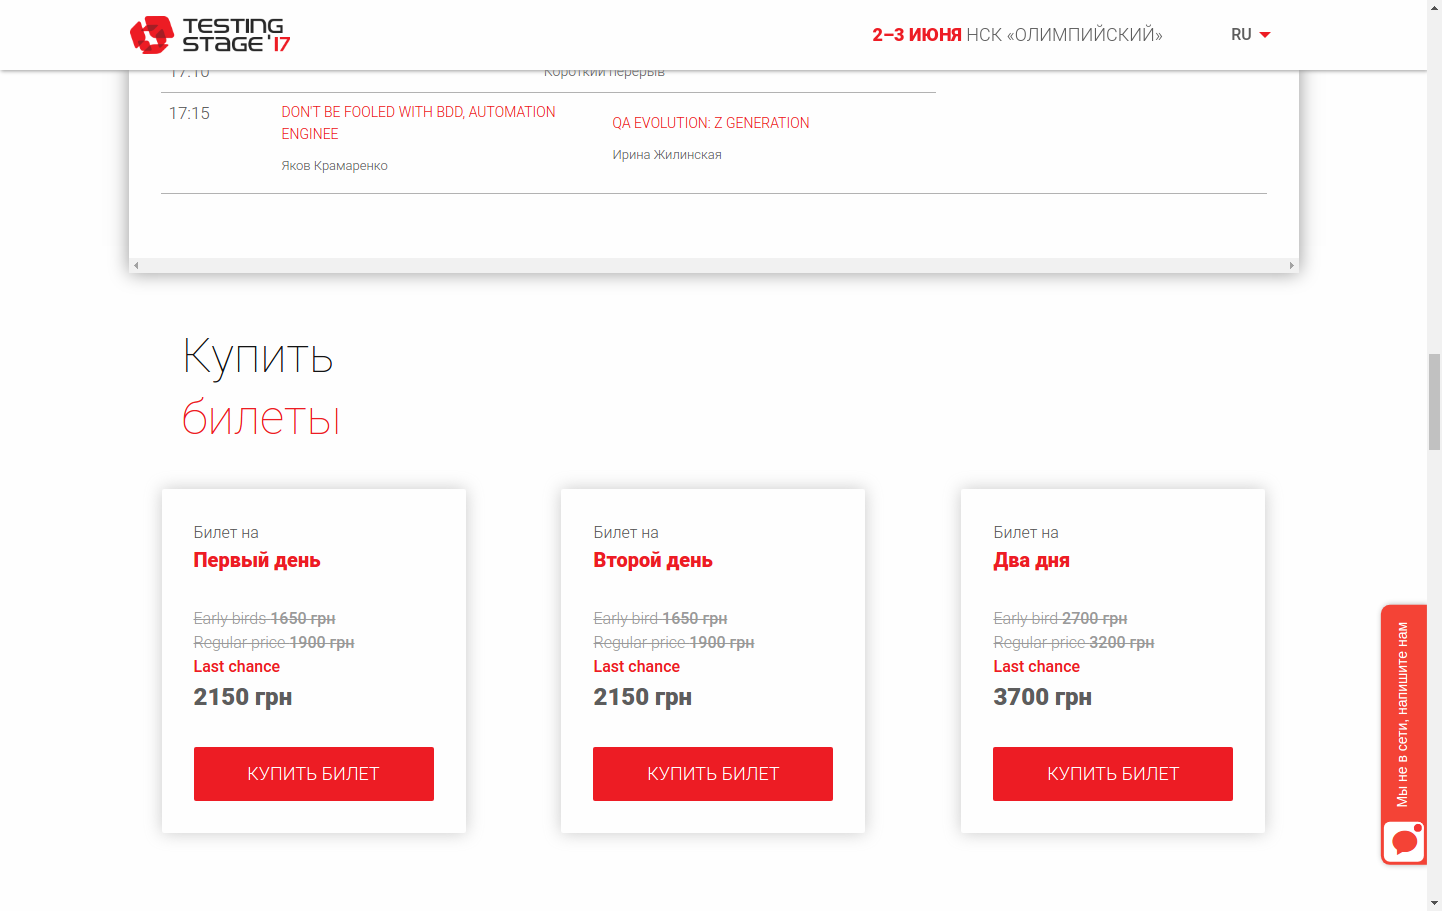 TESTING
STAGE'17
2–3 ИЮНЯ НСК «ОЛИМПИЙСКИЙ»
RU
17:10
Короткий перерыв
17:15
DON'T BE FOOLED WITH BDD, AUTOMATION
ENGINEE
Яков Крамаренко
QA EVOLUTION: Z GENERATION
Ирина Жилинская
Купить
билеты
Билет на
Первый день
Early birds 1650 грн
Regular price 1900 грн
Last chance
2150 грн
КУПИТЬ БИЛЕТ
Билет на
Второй день
Early bird 1650 грн
Regular price 1900 грн
Last chance
2150 грн
КУПИТЬ БИЛЕТ
Билет на
Два дня
Early bird 2700 грн
Regular price 3200 грн
Last chance
3700 грн
КУПИТЬ БИЛЕТ
Мы не в сети, напишите нам